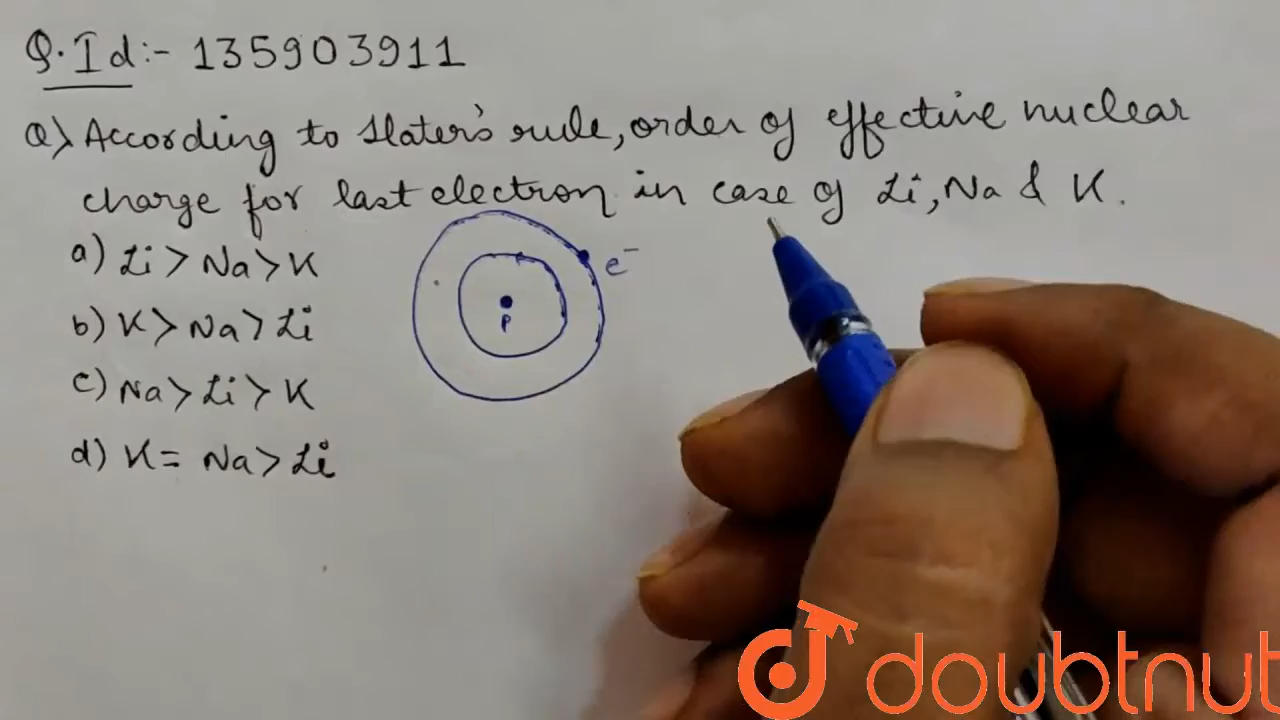 Q.Id:- 135903911
Q) According to Slater's rule, order of effective nuclear
charge for last electron in case of Li, Na & K.
a) Li > Na > K
b) K > Na > Li
c) Na > Li > K
d) K = Na > Li
e⁻
P
doubtnut